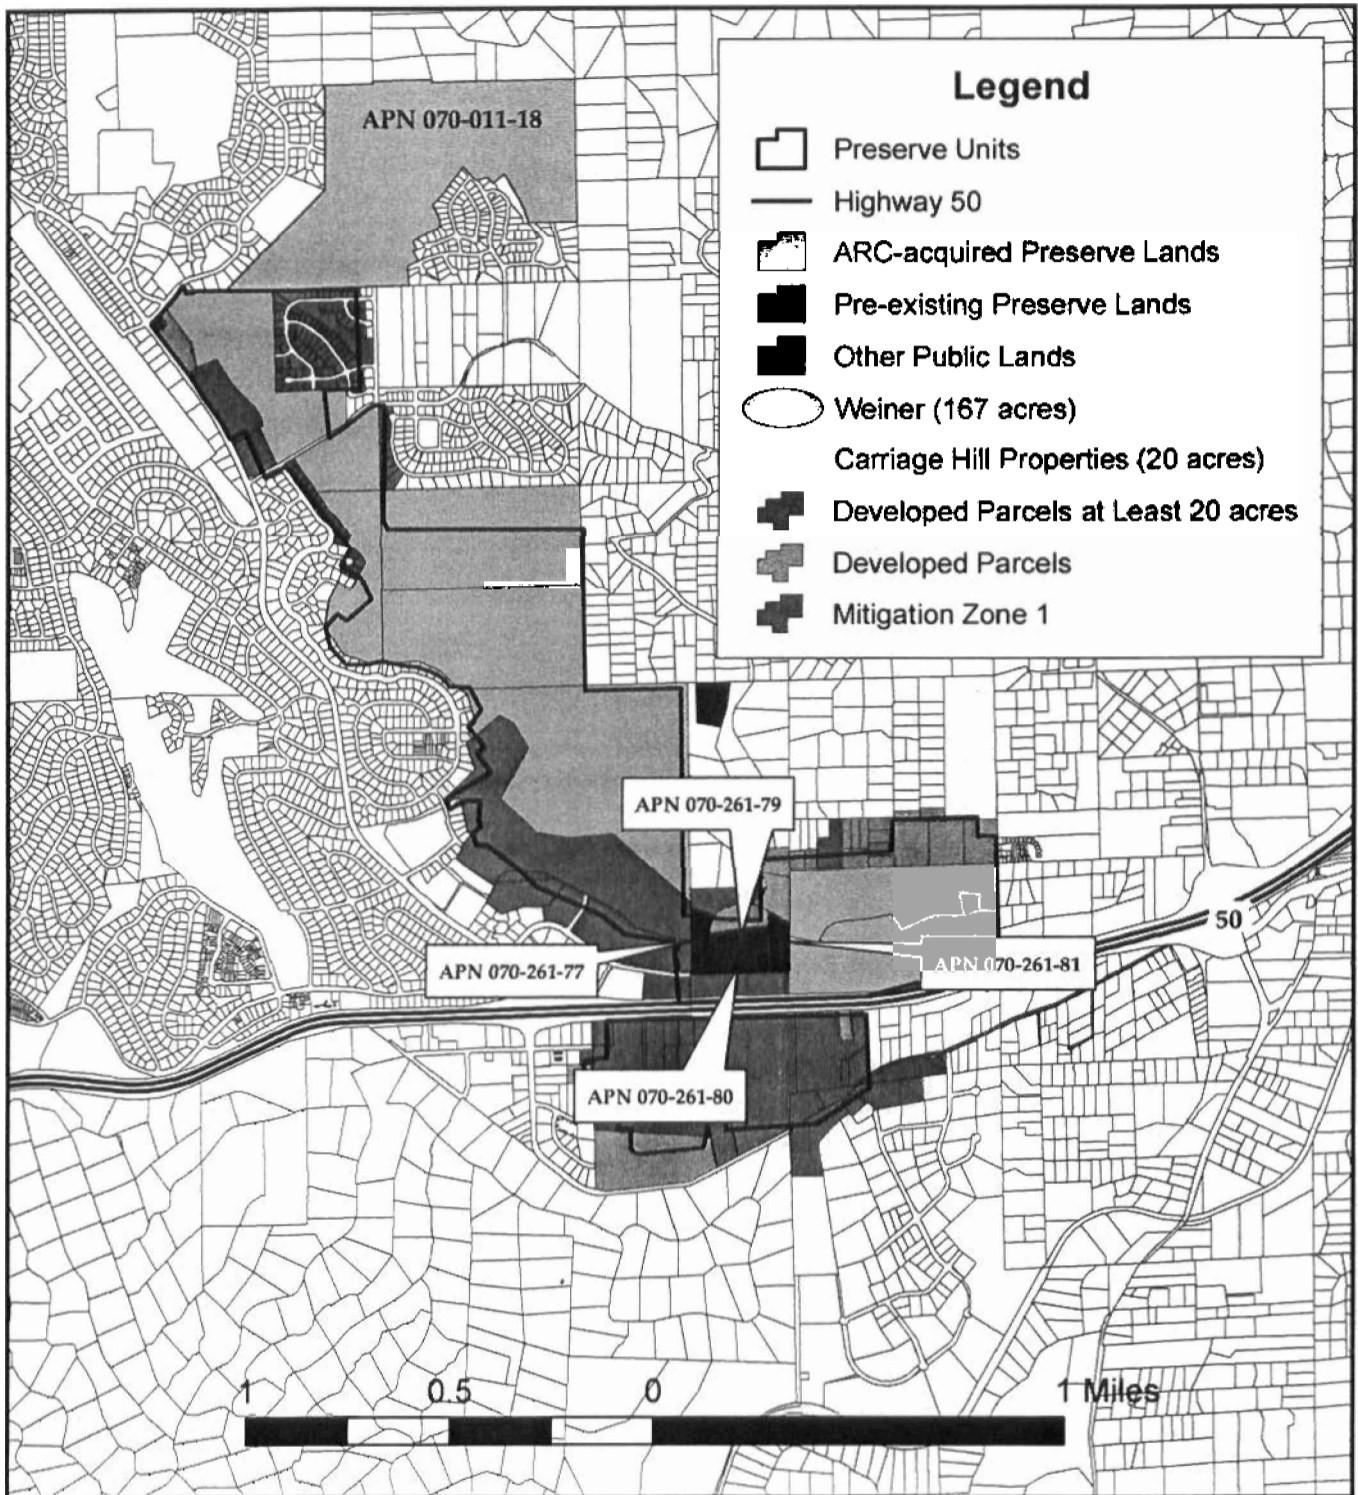 APN 070-011-18
Legend
Preserve Units
Highway 50
ARC-acquired Preserve Lands
Pre-existing Preserve Lands
Other Public Lands
Weiner (167 acres)
Carriage Hill Properties (20 acres)
Developed Parcels at Least 20 acres
Developed Parcels
Mitigation Zone 1
APN 070-261-79
50
APN 070-261-77
APN 070-261-81
APN 070-261-80
1 0.5 0 1 Miles